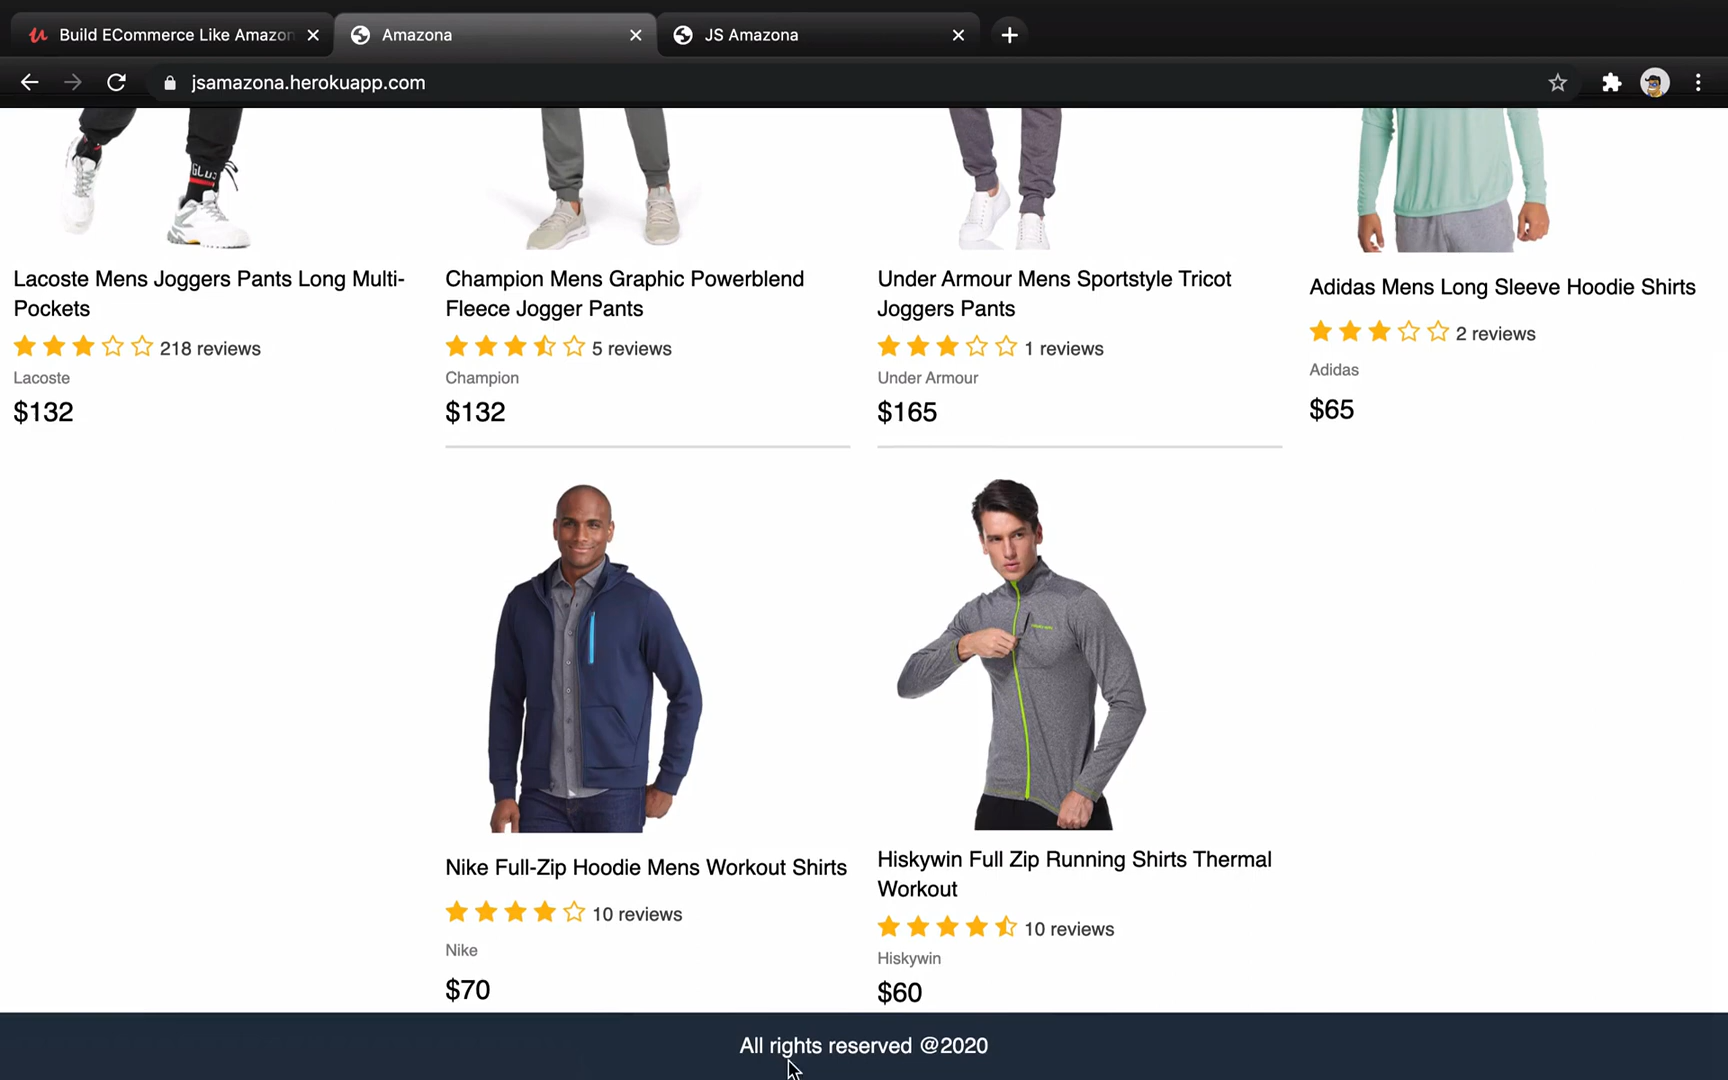 Build ECommerce Like Amazon
Amazona
JS Amazona
jsamazona.herokuapp.com
Lacoste Mens Joggers Pants Long Multi-
Pockets
218 reviews
Lacoste
$132
Champion Mens Graphic Powerblend
Fleece Jogger Pants
5 reviews
Champion
$132
Under Armour Mens Sportstyle Tricot
Joggers Pants
1 reviews
Under Armour
$165
Adidas Mens Long Sleeve Hoodie Shirts
2 reviews
Adidas
$65
Nike Full-Zip Hoodie Mens Workout Shirts
10 reviews
Nike
$70
Hiskywin Full Zip Running Shirts Thermal
Workout
10 reviews
Hiskywin
$60
All rights reserved @2020